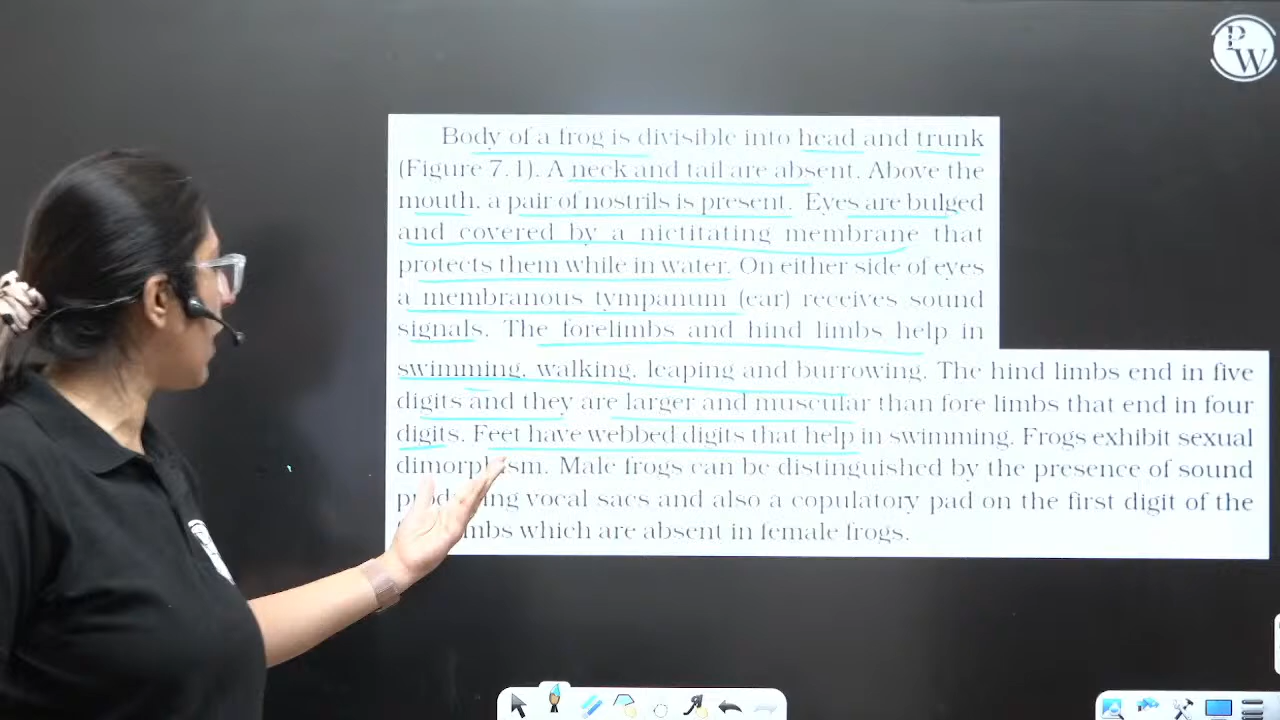 PW
Body of a frog is divisible into head and trunk
(Figure 7.1). A neck and tail are absent. Above the
mouth, a pair of nostrils is present. Eyes are bulged
and covered by a nictitating membrane that
protects them while in water. On either side of eyes
a membranous tympanum (ear) receives sound
signals. The forelimbs and hind limbs help in
swimming, walking, leaping and burrowing. The hind limbs end in five
digits and they are larger and muscular than fore limbs that end in four
digits. Feet have webbed digits that help in swimming. Frogs exhibit sexual
Male frogs can be distinguished by the presence of sound
vocal sacs and also a copulatory pad on the first digit of the
which are absent in female frogs.